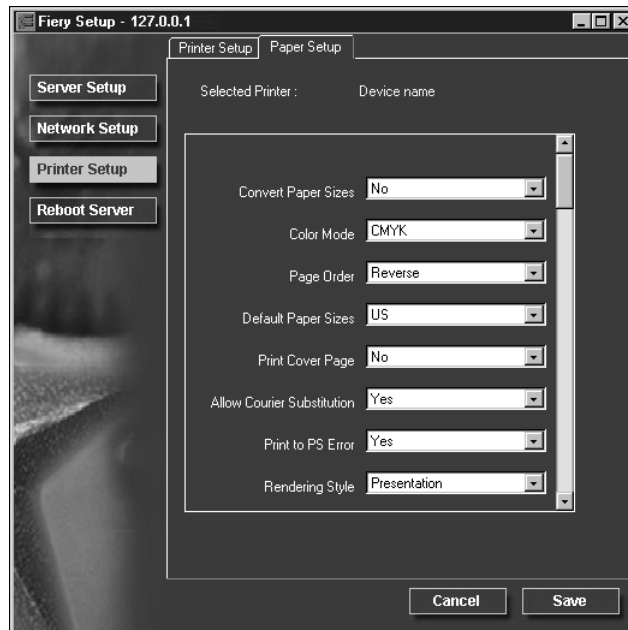 Fiery Setup - 127.0.0.1
Printer Setup
Paper Setup
Server Setup
Network Setup
Printer Setup
Reboot Server
Selected Printer : Device name
Convert Paper Sizes No
Color Mode CMYK
Page Order Reverse
Default Paper Sizes US
Print Cover Page No
Allow Courier Substitution Yes
Print to PS Error Yes
Rendering Style Presentation
Cancel
Save